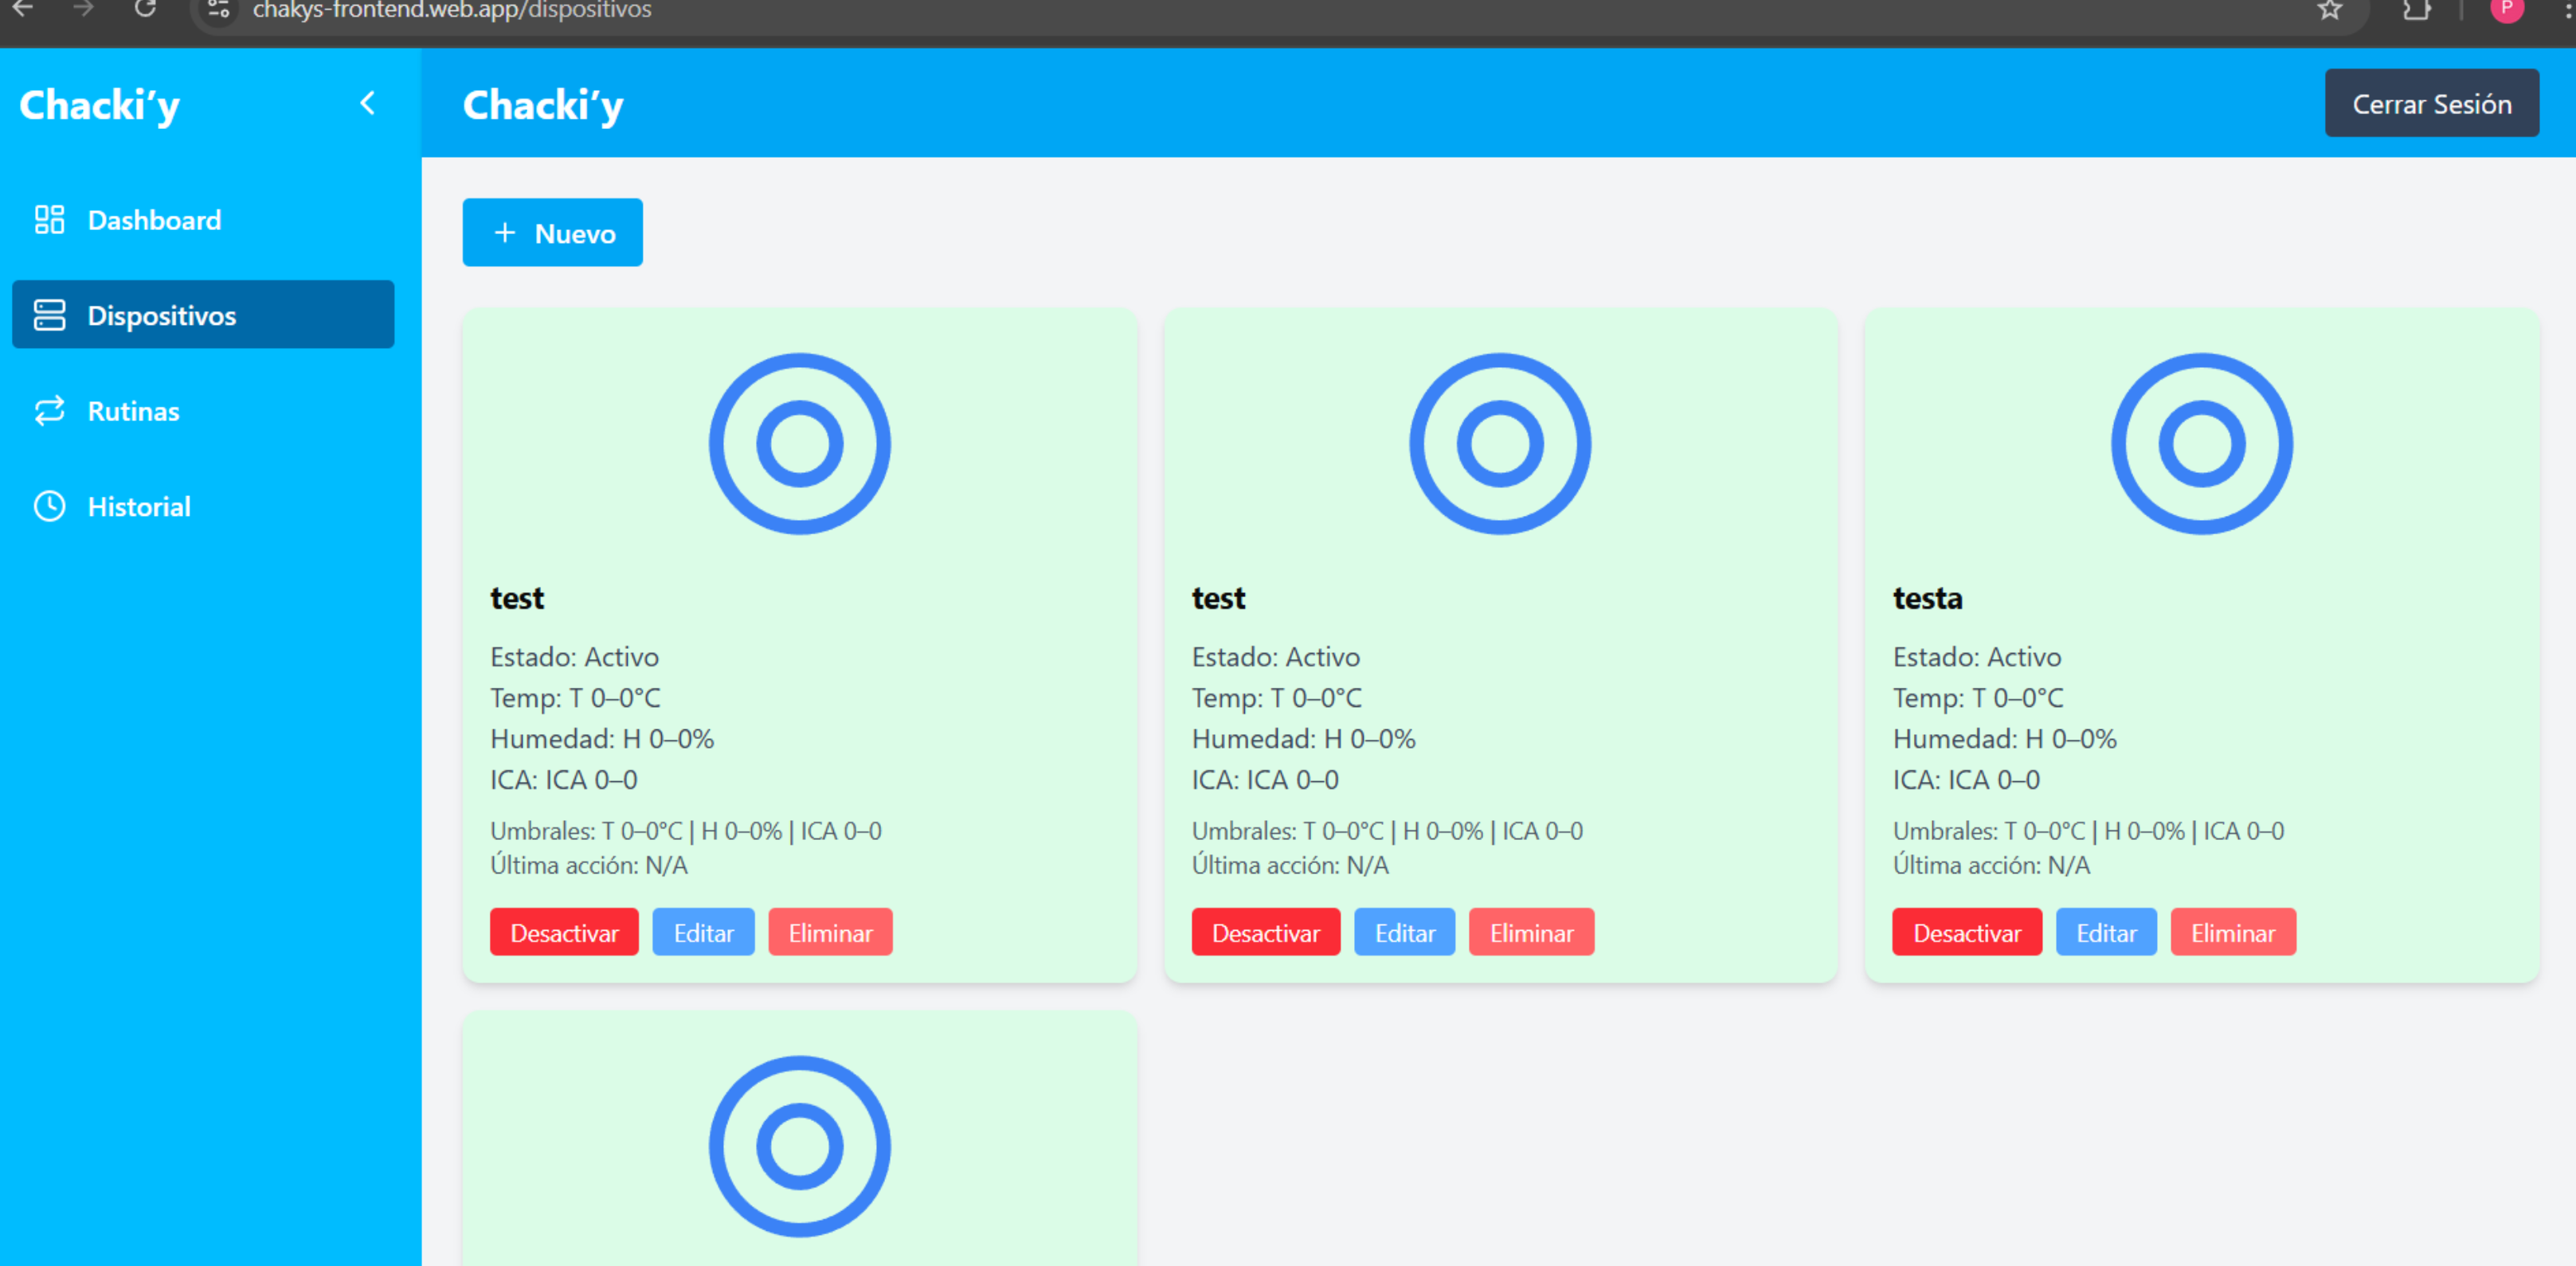 chakys-frontend.web.app/dispositivos
P
Chacki’y
Dashboard
Dispositivos
Rutinas
Historial
Chacki’y
Cerrar Sesión
+ Nuevo
test
Estado: Activo
Temp: T 0–0°C
Humedad: H 0–0%
ICA: ICA 0–0
Umbrales: T 0–0°C | H 0–0% | ICA 0–0
Última acción: N/A
Desactivar Editar Eliminar
test
Estado: Activo
Temp: T 0–0°C
Humedad: H 0–0%
ICA: ICA 0–0
Umbrales: T 0–0°C | H 0–0% | ICA 0–0
Última acción: N/A
Desactivar Editar Eliminar
testa
Estado: Activo
Temp: T 0–0°C
Humedad: H 0–0%
ICA: ICA 0–0
Umbrales: T 0–0°C | H 0–0% | ICA 0–0
Última acción: N/A
Desactivar Editar Eliminar